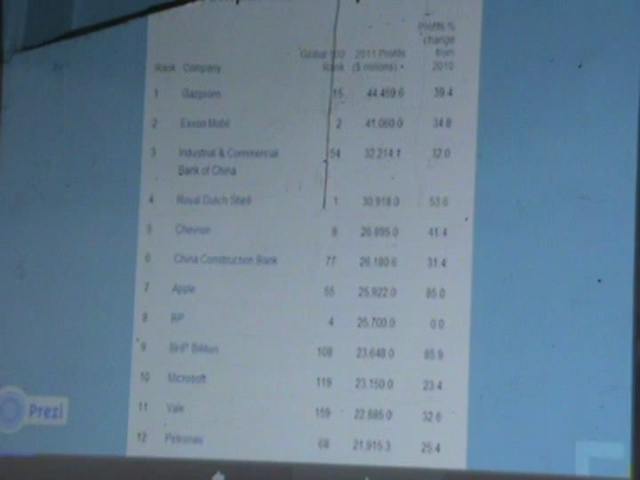 Profits %
change
Global 500 2011 Profits from
Rank Company Rank ($ millions) 2010
1 Gazprom 15 44,459.6 39.4
2 Exxon Mobil 2 41,060.0 34.8
3 Industrial & Commercial 54 32,214.1 32.0
Bank of China
4 Royal Dutch Shell 1 30,918.0 53.6
5 Chevron 8 26,895.0 41.4
6 China Construction Bank 77 26,180.6 31.4
7 Apple 55 25,922.0 85.0
8 BP 4 25,700.0 0.0
9 BHP Billiton 108 23,648.0 85.9
10 Microsoft 119 23,150.0 23.4
11 Vale 159 22,885.0 32.6
12 Petronas 68 21,915.3 25.4
Prezi